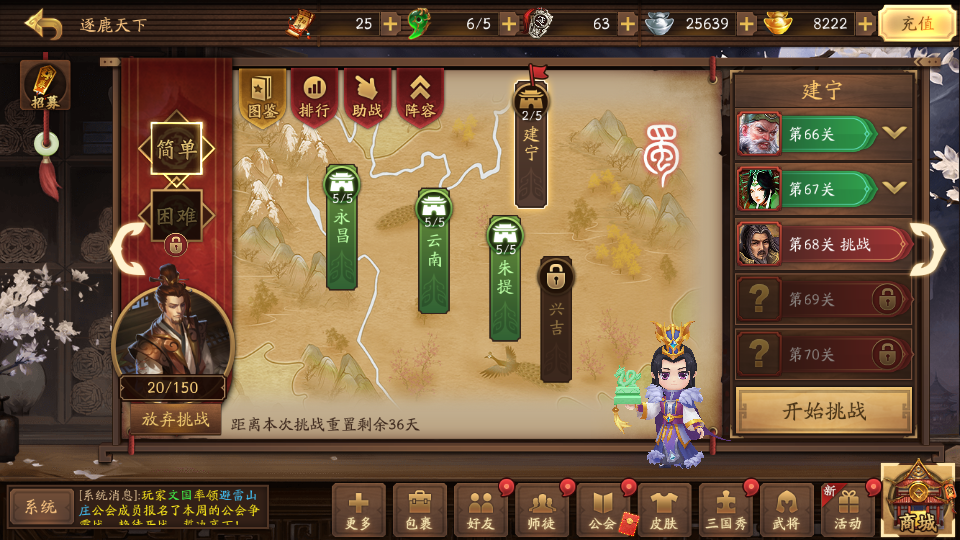 逐鹿天下
25
6/5
63
25639
8222
充值
招募
图鉴
排行
助战
阵容
简单
困难
2/5
建宁
5/5
永昌
5/5
云南
5/5
朱提
兴吉
蜀
建宁
第66关
第67关
第68关 挑战
第69关
第70关
开始挑战
20/150
放弃挑战
距离本次挑战重置剩余36天
系统
[系统消息]:玩家文国率领避雷山
庄公会成员报名了本周的公会争
更多
包裹
好友
师徒
公会
皮肤
三国秀
武将
新
活动
商城